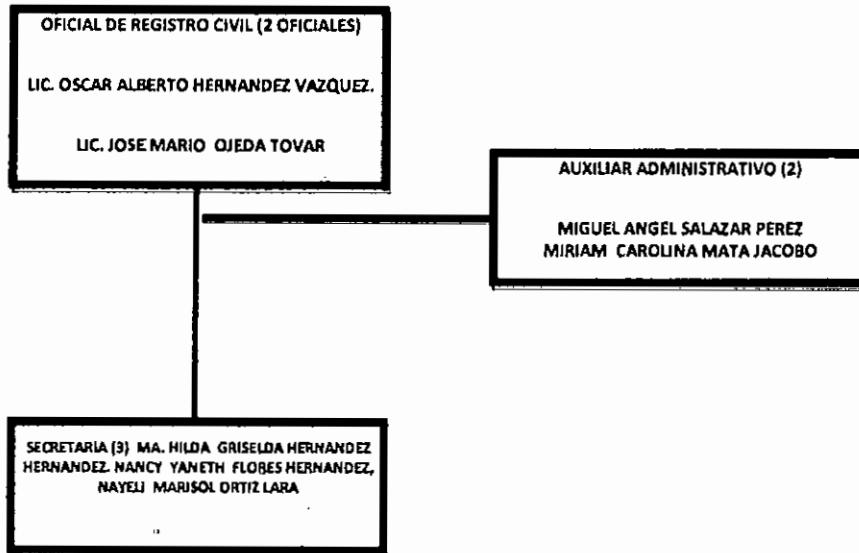 OFICIAL DE REGISTRO CIVIL (2 OFICIALES)
LIC. OSCAR ALBERTO HERNANDEZ VAZQUEZ.
LIC. JOSE MARIO OJEDA TOVAR
AUXILIAR ADMINISTRATIVO (2)
MIGUEL ANGEL SALAZAR PEREZ
MIRIAM CAROLINA MATA JACOBO
SECRETARIA (3) MA. HILDA GRISELDA HERNANDEZ
HERNANDEZ. NANCY YANETH FLORES HERNANDEZ,
NAYELI MARISOL ORTIZ LARA